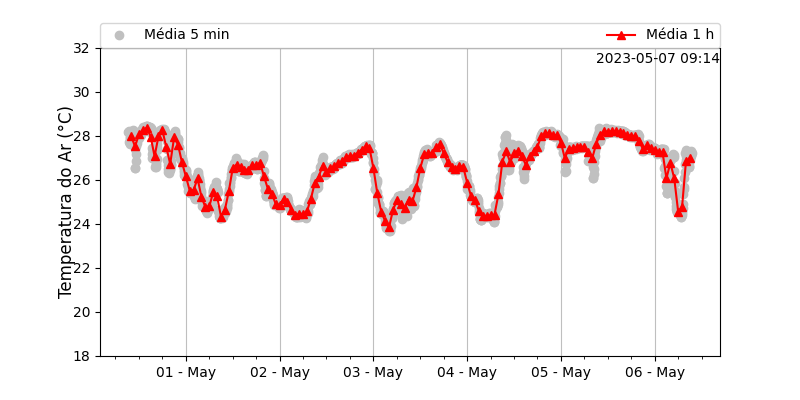 Média 5 min
Média 1 h
2023-05-07 09:14
Temperatura do Ar (°C)
32
30
28
26
24
22
20
18
01 - May
02 - May
03 - May
04 - May
05 - May
06 - May